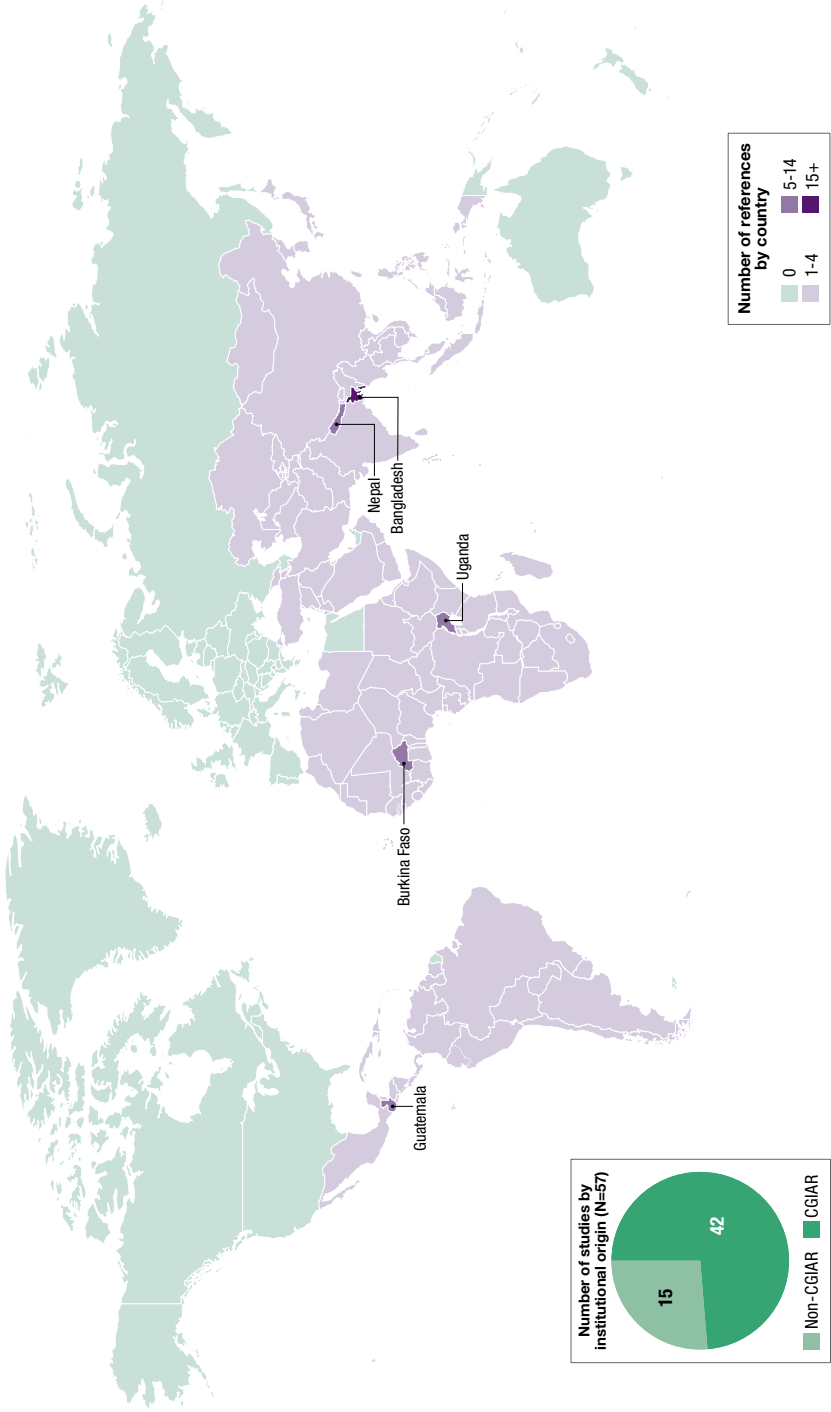 Guatemala
Burkina Faso
Uganda
Nepal
Bangladesh
Number of studies by
institutional origin (N=57)
15
42
Non-CGIAR CGIAR
Number of references
by country
0 5-14
1-4 15+